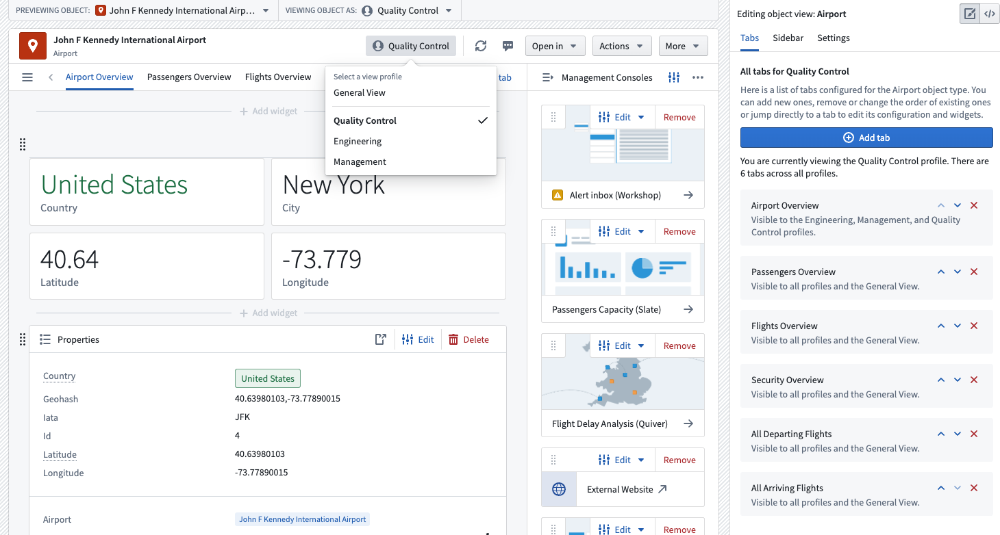 PREVIEWING OBJECT: John F Kennedy International Airp…
VIEWING OBJECT AS: Quality Control
John F Kennedy International Airport
Airport
Quality Control
Open in
Actions
More
Airport Overview
Passengers Overview
Flights Overview
tab
Select a view profile
General View
Quality Control
Engineering
Management
Add widget
United States
Country
New York
City
40.64
Latitude
-73.779
Longitude
Add widget
Properties
Edit
Delete
Country United States
Geohash 40.63980103,-73.77890015
Iata JFK
Id 4
Latitude 40.63980103
Longitude -73.77890015
Airport John F Kennedy International Airport
Management Consoles
Edit Remove
Alert inbox (Workshop)
Edit Remove
Passengers Capacity (Slate)
Edit Remove
Flight Delay Analysis (Quiver)
Edit Remove
External Website
Edit Remove
Editing object view: Airport
Tabs Sidebar Settings
All tabs for Quality Control
Here is a list of tabs configured for the Airport object type. You
can add new ones, remove or change the order of existing ones
or jump directly to a tab to edit its configuration and widgets.
Add tab
You are currently viewing the Quality Control profile. There are
6 tabs across all profiles.
Airport Overview
Visible to the Engineering, Management, and Quality
Control profiles.
Passengers Overview
Visible to all profiles and the General View.
Flights Overview
Visible to all profiles and the General View.
Security Overview
Visible to all profiles and the General View.
All Departing Flights
Visible to all profiles and the General View.
All Arriving Flights
Visible to all profiles and the General View.